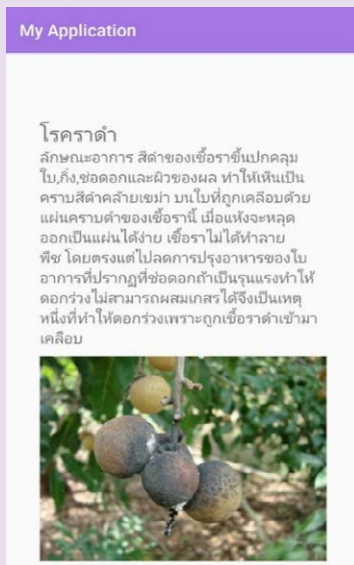 My Application
โรคราดำ
ลักษณะอาการ สีดำของเชื้อราขึ้นปกคลุม
ใบ,กิ่ง,ช่อดอกและผิวของผล ทำให้เห็นเป็น
คราบสีดำคล้ายเขม่า บนใบที่ถูกเคลือบด้วย
แผ่นคราบดำของเชื้อรานี้ เมื่อแห้งจะหลุด
ออกเป็นแผ่นได้ง่าย เชื้อราไม่ได้ทำลาย
พืช โดยตรงแต่ไปลดการปรุงอาหารของใบ
อาการที่ปรากฏที่ช่อดอกถ้าเป็นรุนแรงทำให้
ดอกร่วงไม่สามารถผสมเกสรได้จึงเป็นเหตุ
หนึ่งที่ทำให้ดอกร่วงเพราะถูกเชื้อราดำเข้ามา
เคลือบ